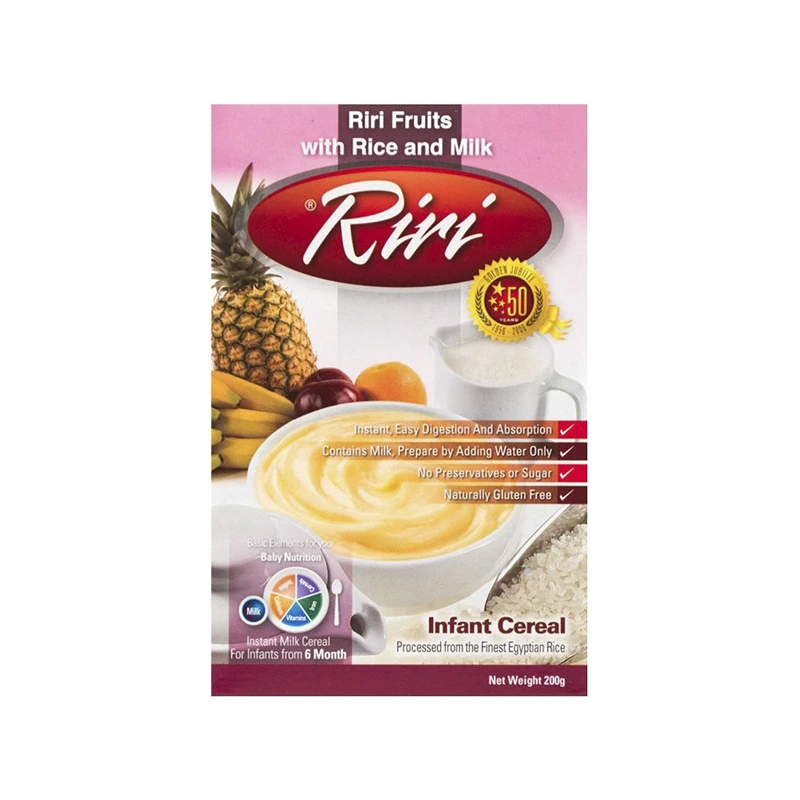 Riri Fruits
with Rice and Milk
® Riri
GOLDEN JUBILEE
50
YEARS
1956 - 2006
Instant, Easy Digestion And Absorption
Contains Milk, Prepare by Adding Water Only
No Preservatives or Sugar
Naturally Gluten Free
Basic Elements for your
Baby Nutrition
Milk
Cereals
Iron
Vitamins
Instant Milk Cereal
For Infants from 6 Month
Infant Cereal
Processed from the Finest Egyptian Rice
Net Weight 200g